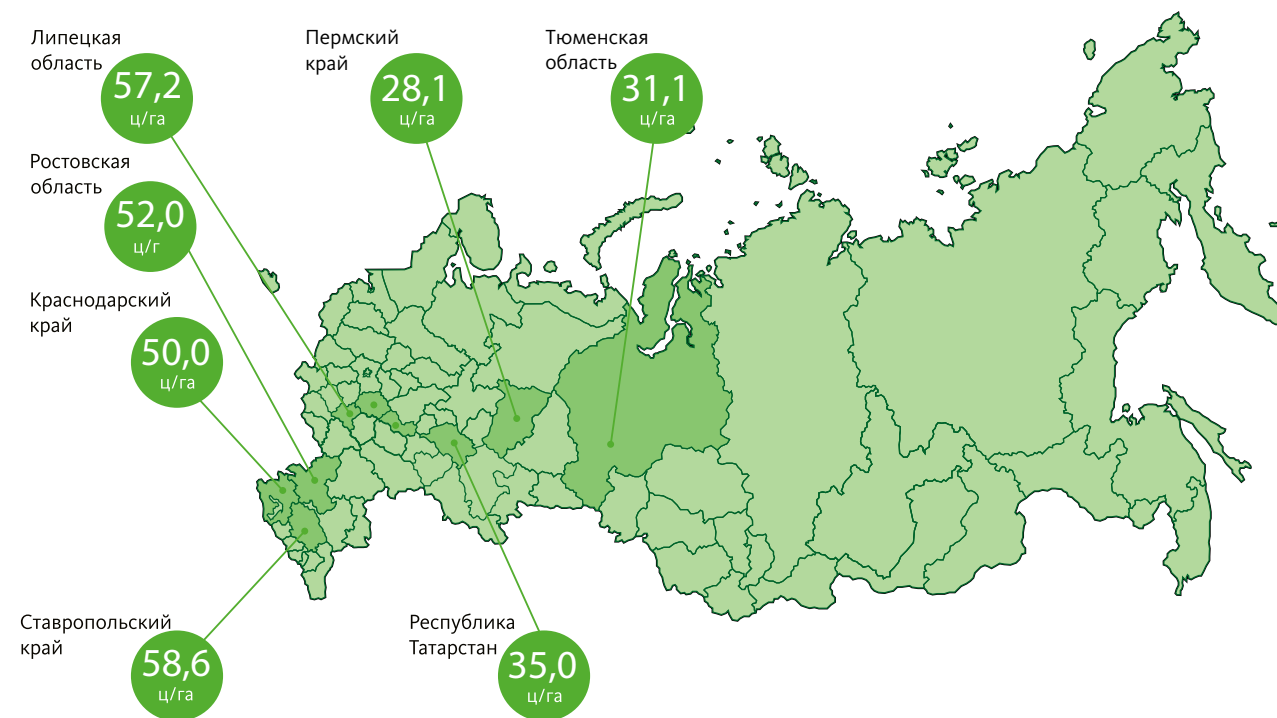 Липецкая
область
57,2
ц/га
Пермский
край
28,1
ц/га
Тюменская
область
31,1
ц/га
Ростовская
область
52,0
ц/г
Краснодарский
край
50,0
ц/га
Ставропольский
край
58,6
ц/га
Республика
Татарстан
35,0
ц/га